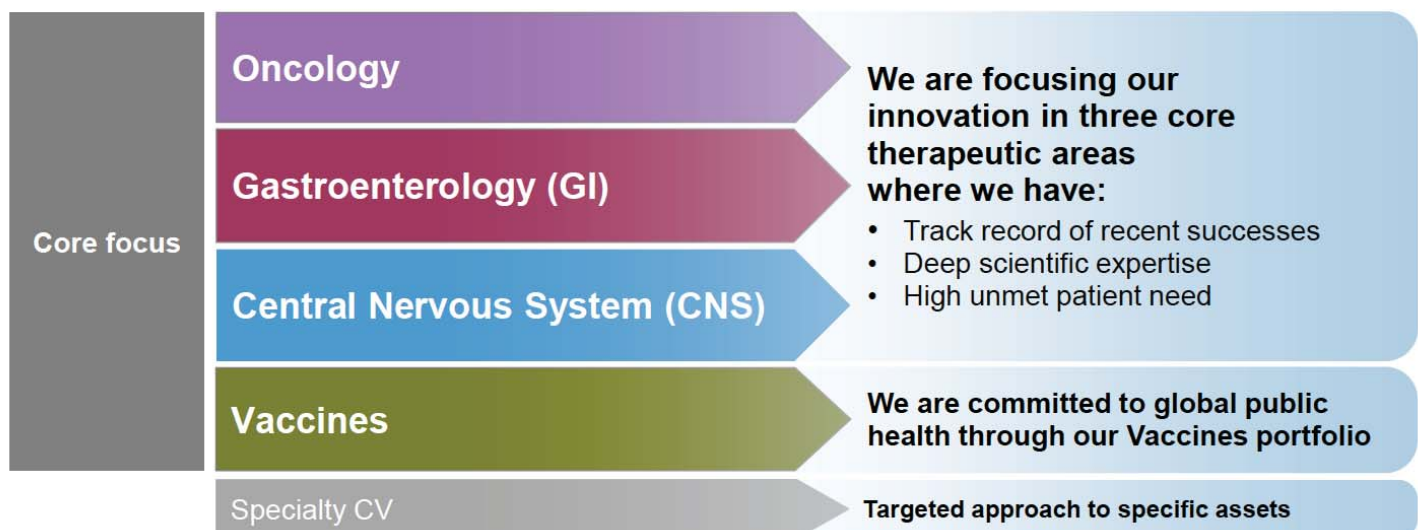 Core focus
Oncology
Gastroenterology (GI)
Central Nervous System (CNS)
Vaccines
Specialty CV
We are focusing our
innovation in three core
therapeutic areas
where we have:
• Track record of recent successes
• Deep scientific expertise
• High unmet patient need
We are committed to global public
health through our Vaccines portfolio
Targeted approach to specific assets